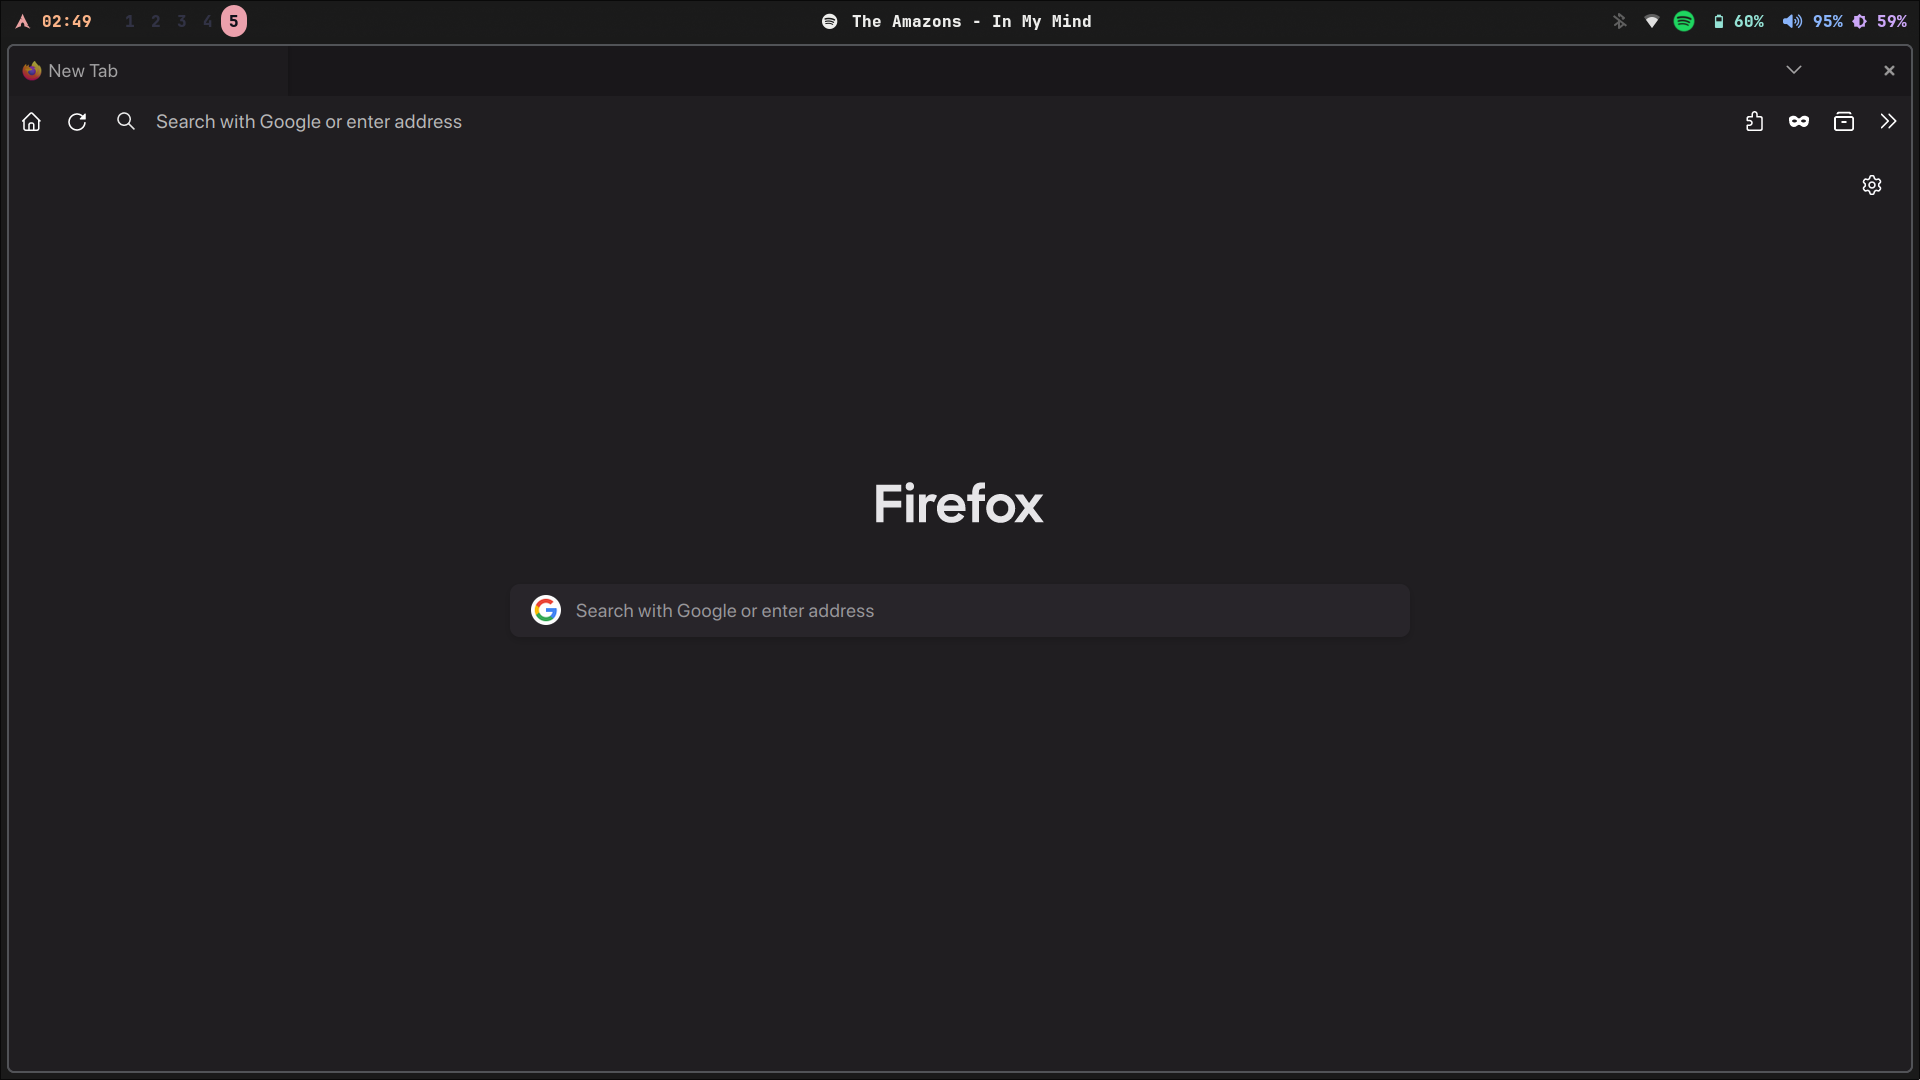 02:49 1 2 3 4 5 The Amazons - In My Mind 60% 95% 59%
New Tab
Search with Google or enter address
Firefox
Search with Google or enter address